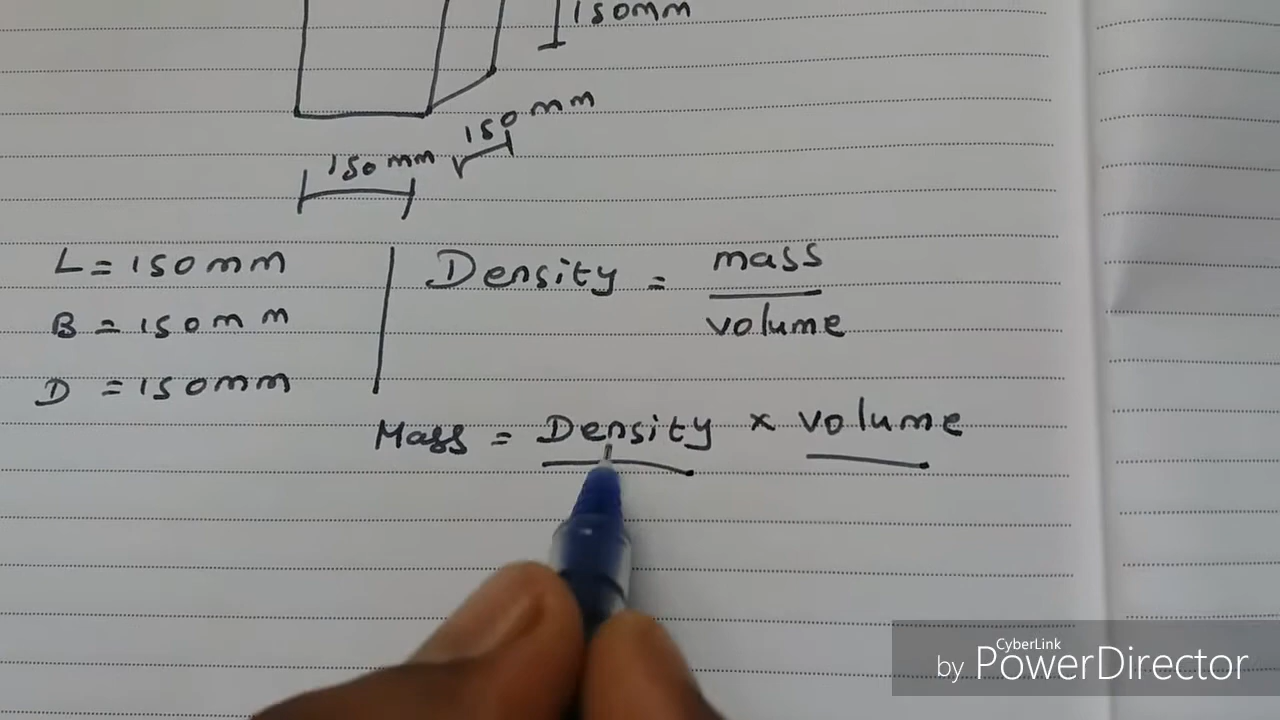 150mm
150mm
150mm
L = 150mm
B = 150mm
D = 150mm
Density = mass
volume
Mass = Density × volume
CyberLink
by PowerDirector